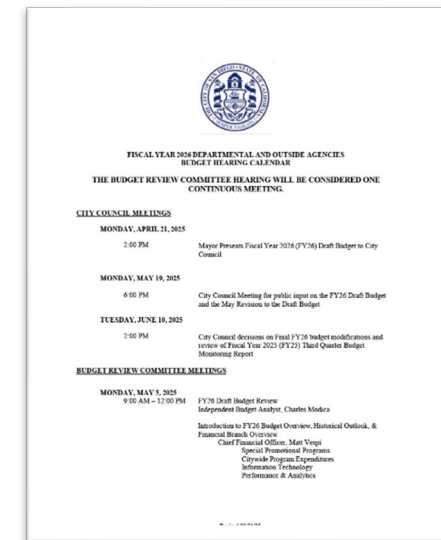 FISCAL YEAR 2026 DEPARTMENTAL AND OUTSIDE AGENCIES
BUDGET HEARING CALENDAR
THE BUDGET REVIEW COMMITTEE HEARING WILL BE CONSIDERED ONE
CONTINUOUS MEETING.
CITY COUNCIL MEETINGS
MONDAY, APRIL 21, 2025
2:00 PM Mayor Presents Fiscal Year 2026 (FY26) Draft Budget to City
Council
MONDAY, MAY 19, 2025
6:00 PM City Council Meeting for public input on the FY26 Draft Budget
and the May Revision to the Draft Budget
TUESDAY, JUNE 10, 2025
2:00 PM City Council decisions on Final FY26 budget modifications and
review of Fiscal Year 2025 (FY25) Third Quarter Budget
Monitoring Report
BUDGET REVIEW COMMITTEE MEETINGS
MONDAY, MAY 5, 2025
9:00 AM – 12:00 PM FY26 Draft Budget Review
Independent Budget Analyst, Charles Modica
Introduction to FY26 Budget Overview, Historical Outlook, &
Financial Branch Overview
Chief Financial Officer, Matt Vespi
Special Promotional Programs
Citywide Program Expenditures
Information Technology
Performance & Analytics